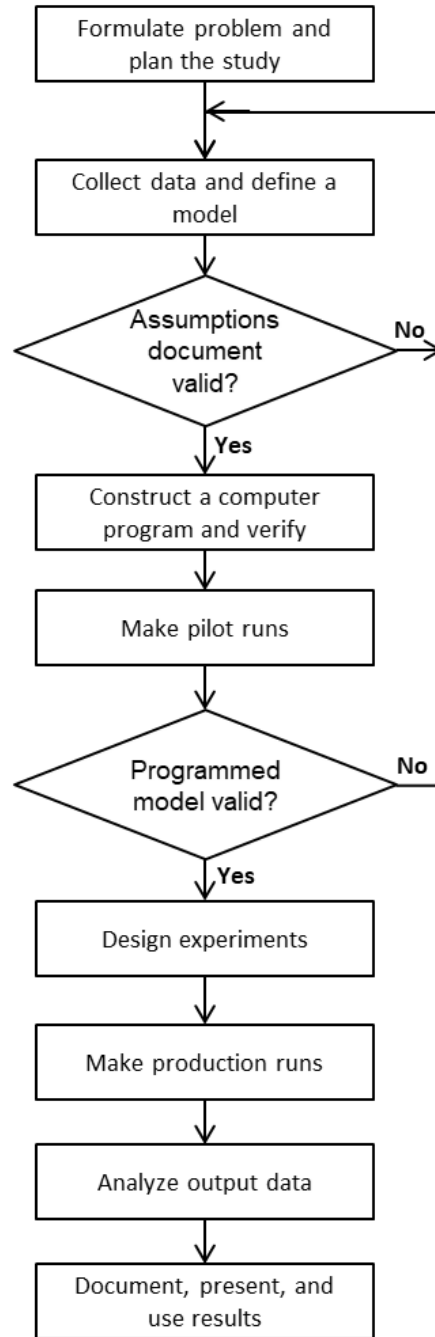 Formulate problem and
plan the study
Collect data and define a
model
Assumptions
document
valid?
No
Yes
Construct a computer
program and verify
Make pilot runs
Programmed
model valid?
No
Yes
Design experiments
Make production runs
Analyze output data
Document, present, and
use results